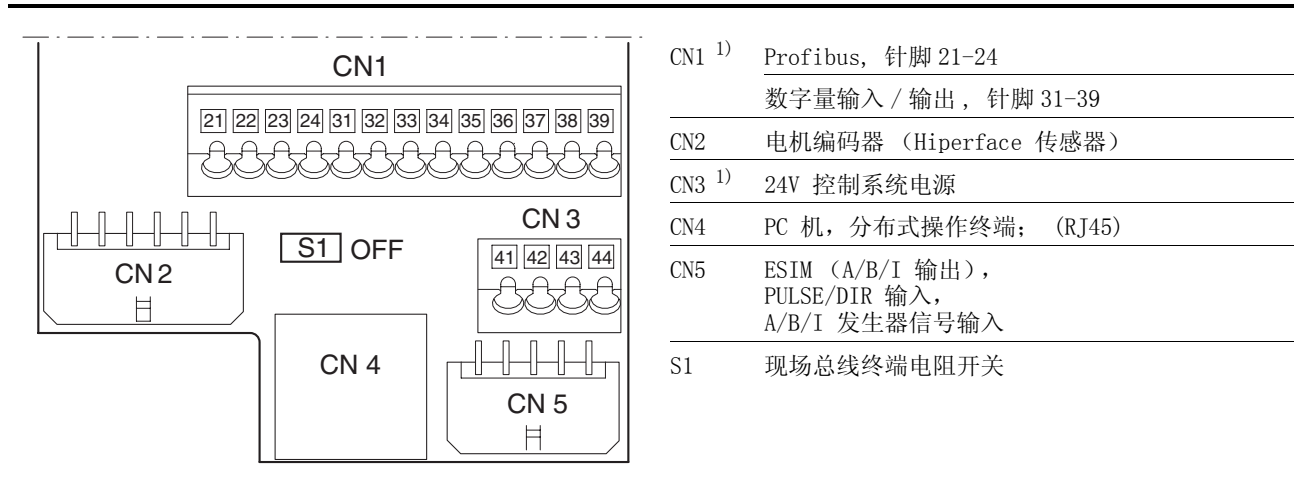 CN1
21 22 23 24 31 32 33 34 35 36 37 38 39
CN 3
S1 OFF
41 42 43 44
CN 2
CN 4
CN 5
CN1 1) Profibus, 针脚 21-24
数字量输入 / 输出 , 针脚 31-39
CN2 电机编码器 （Hiperface 传感器）
CN3 1) 24V 控制系统电源
CN4 PC 机，分布式操作终端； (RJ45)
CN5 ESIM （A/B/I 输出），
PULSE/DIR 输入，
A/B/I 发生器信号输入
S1 现场总线终端电阻开关